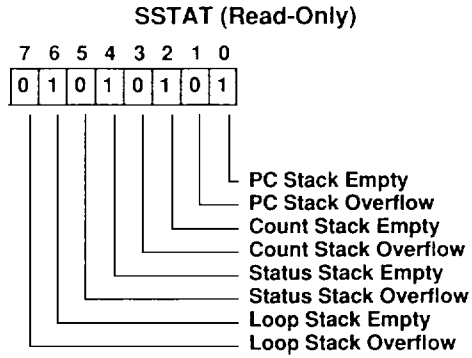 SSTAT (Read-Only)
7 6 5 4 3 2 1 0
0 1 0 1 0 1 0 1
PC Stack Empty
PC Stack Overflow
Count Stack Empty
Count Stack Overflow
Status Stack Empty
Status Stack Overflow
Loop Stack Empty
Loop Stack Overflow